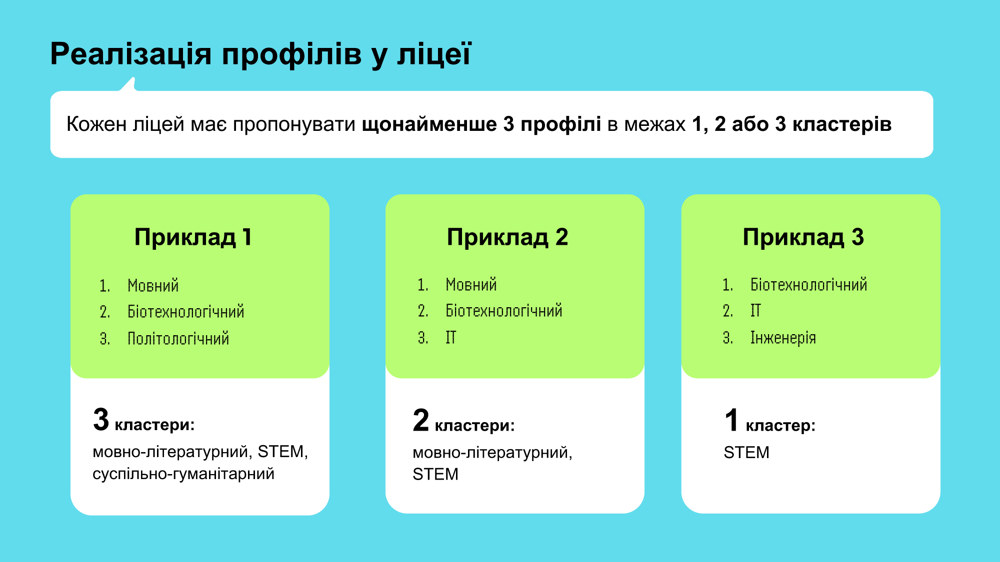 Реалізація профілів у ліцеї
Кожен ліцей має пропонувати щонайменше 3 профілі в межах 1, 2 або 3 кластерів
Приклад 1
1. Мовний
2. Біотехнологічний
3. Політологічний
3 кластери:
мовно-літературний, STEM,
суспільно-гуманітарний
Приклад 2
1. Мовний
2. Біотехнологічний
3. ІТ
2 кластери:
мовно-літературний,
STEM
Приклад 3
1. Біотехнологічний
2. ІТ
3. Інженерія
1 кластер:
STEM